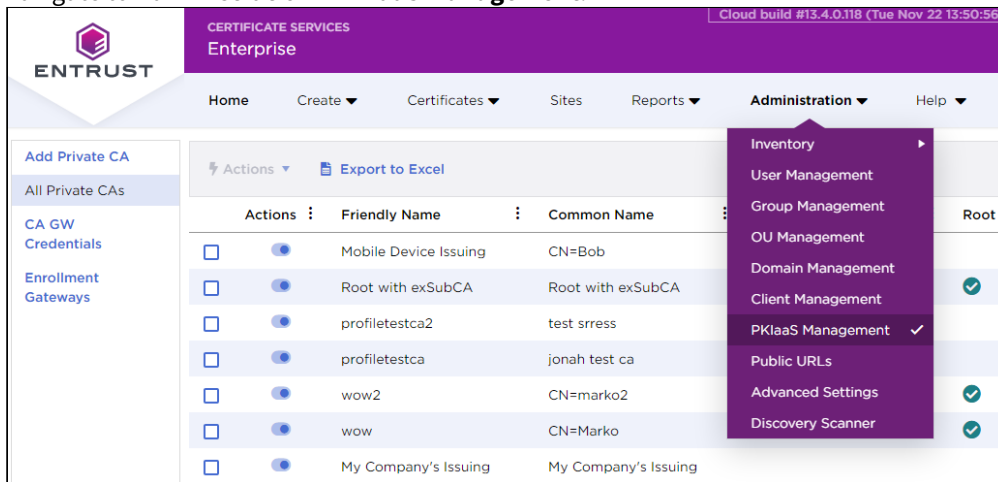 CERTIFICATE SERVICES
Enterprise
Cloud build #13.4.0.118 (Tue Nov 22 13:50:56
ENTRUST
Home Create Certificates Sites Reports Administration Help
Add Private CA
All Private CAs
CA GW
Credentials
Enrollment
Gateways
Actions Export to Excel
Actions Friendly Name Common Name Root
Mobile Device Issuing CN=Bob
Root with exSubCA Root with exSubCA
profiletestca2 test srress
profiletestca jonah test ca
wow2 CN=marko2
wow CN=Marko
My Company's Issuing My Company's Issuing
Inventory
User Management
Group Management
OU Management
Domain Management
Client Management
PKIaaS Management
Public URLs
Advanced Settings
Discovery Scanner